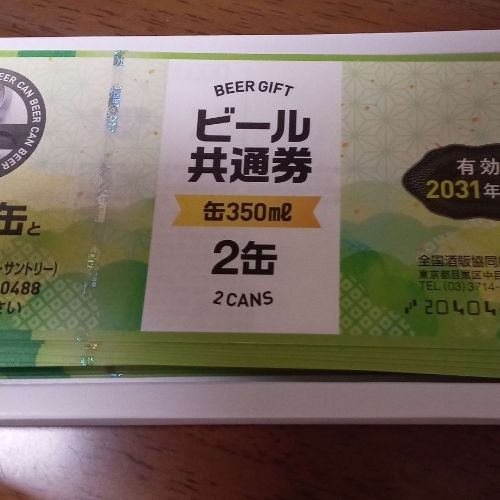 BEER CAN BEER CAN BEER
缶と
・サントリー)
0488
さい
BEER GIFT
ビール
共通券
缶350mℓ
2缶
2 CANS
有効
2031年
全国酒販協同
東京都目黒区中目
TEL (03) 3714-
20404